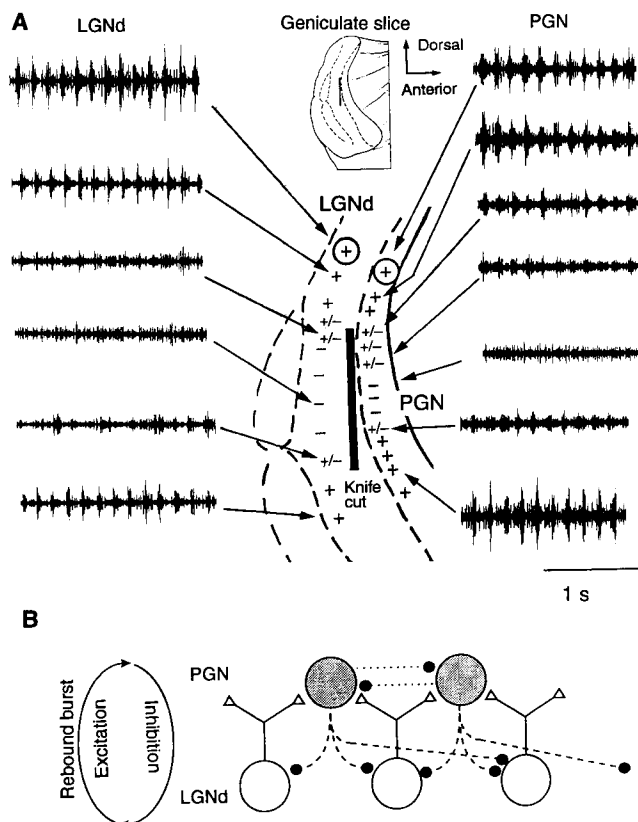 A
LGNd
Geniculate slice
PGN
Dorsal
Anterior
LGNd
+
+
+
+
+
+
+
+/−
+/−
+/−
+/−
+/−
−
−
−
−
−
−
PGN
+/−
+
+/−
+
+
Knife
cut
+
+
+
1 s
B
Rebound burst
Excitation
Inhibition
PGN
LGNd